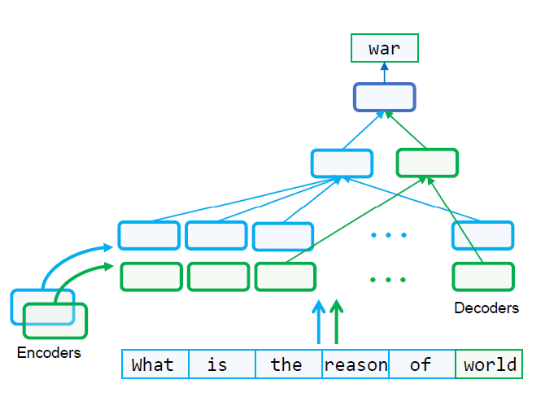 war
Decoders
Encoders
What is the reason of world